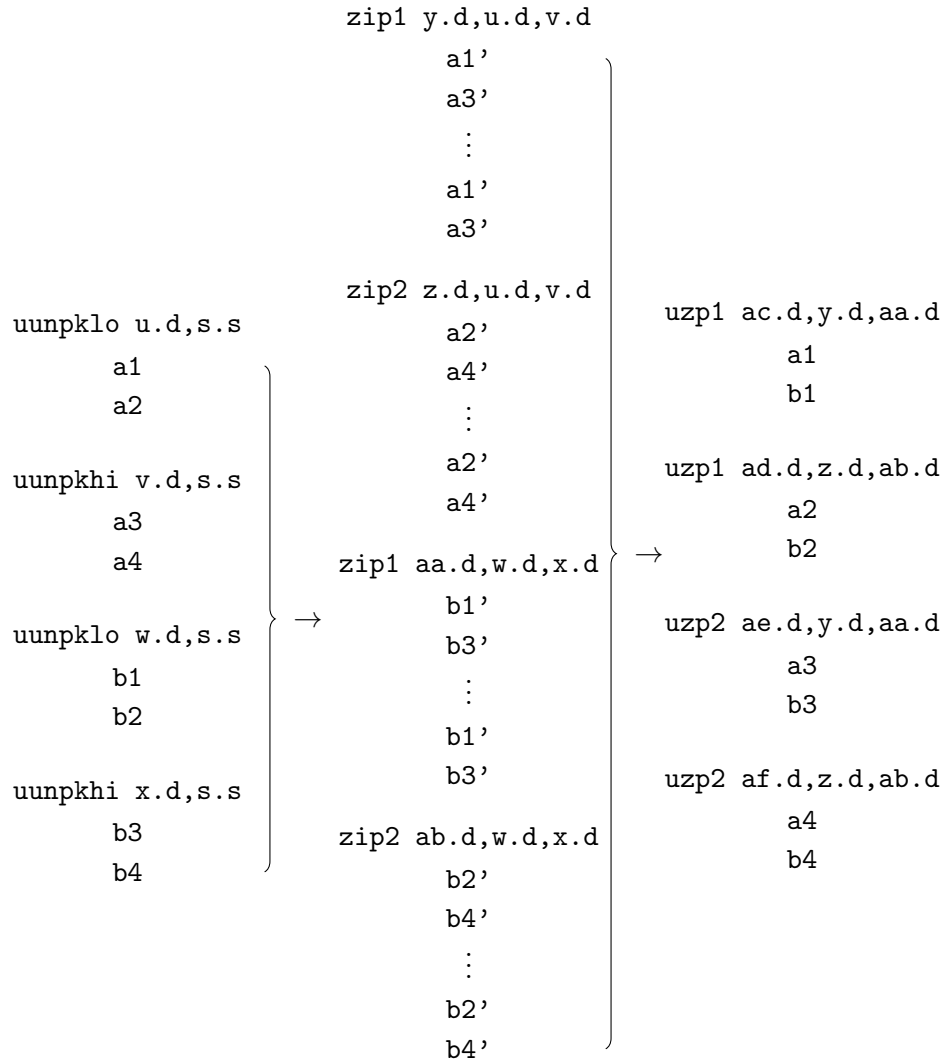 uunpklo u.d,s.s
a1
a2
uunpkhi v.d,s.s
a3
a4
uunpklo w.d,s.s
b1
b2
uunpkhi x.d,s.s
b3
b4
→
zip1 y.d,u.d,v.d
a1’
a3’
⋮
a1’
a3’
zip2 z.d,u.d,v.d
a2’
a4’
⋮
a2’
a4’
zip1 aa.d,w.d,x.d
b1’
b3’
⋮
b1’
b3’
zip2 ab.d,w.d,x.d
b2’
b4’
⋮
b2’
b4’
→
uzp1 ac.d,y.d,aa.d
a1
b1
uzp1 ad.d,z.d,ab.d
a2
b2
uzp2 ae.d,y.d,aa.d
a3
b3
uzp2 af.d,z.d,ab.d
a4
b4